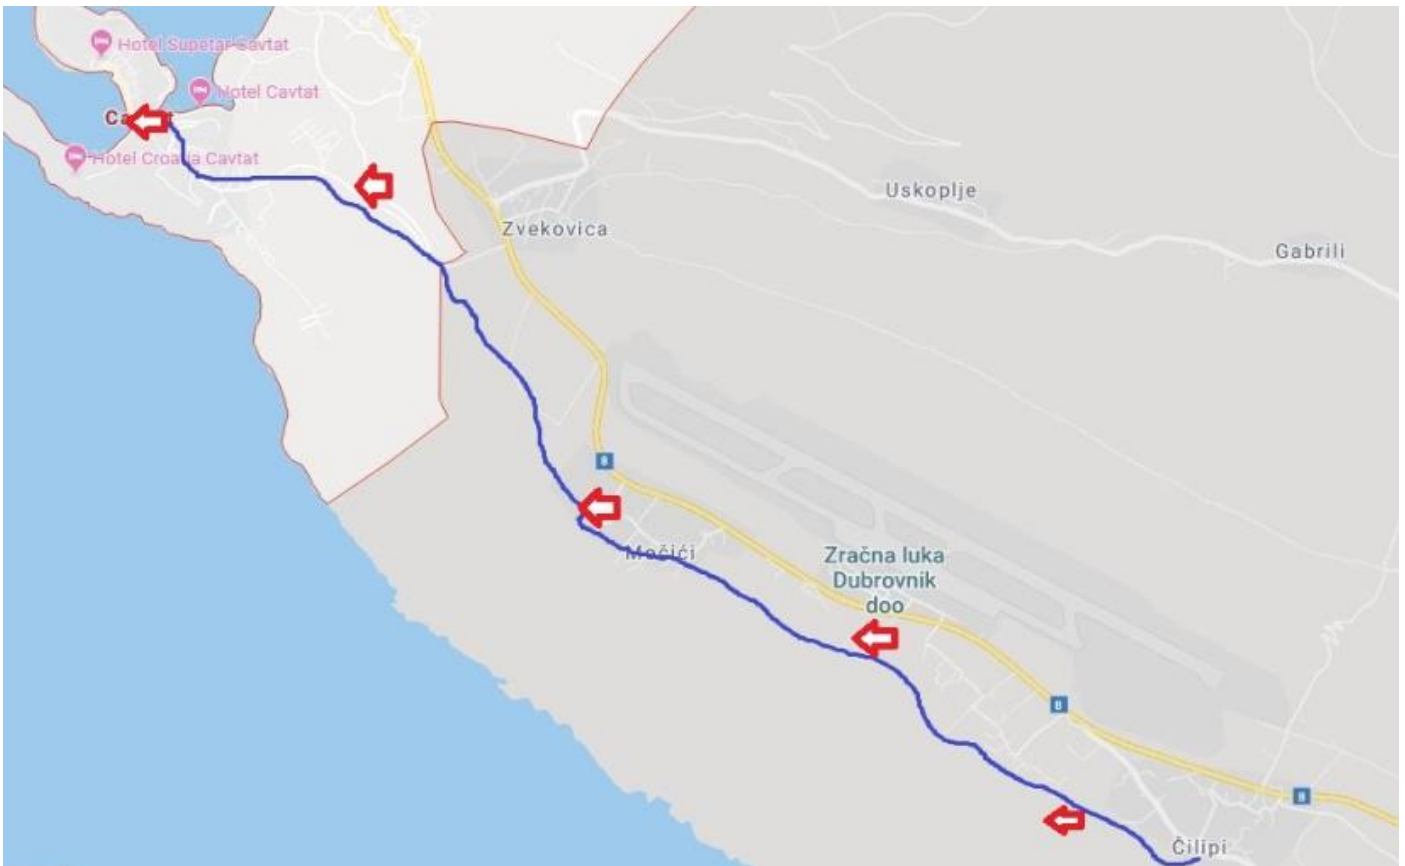 Hotel Supetar Cavtat
Hotel Cavtat
Hotel Croatia Cavtat
Uskoplje
Zvekovica
Gabrili
8
Močići
Zračna luka
Dubrovnik
doo
8
8
Čilipi